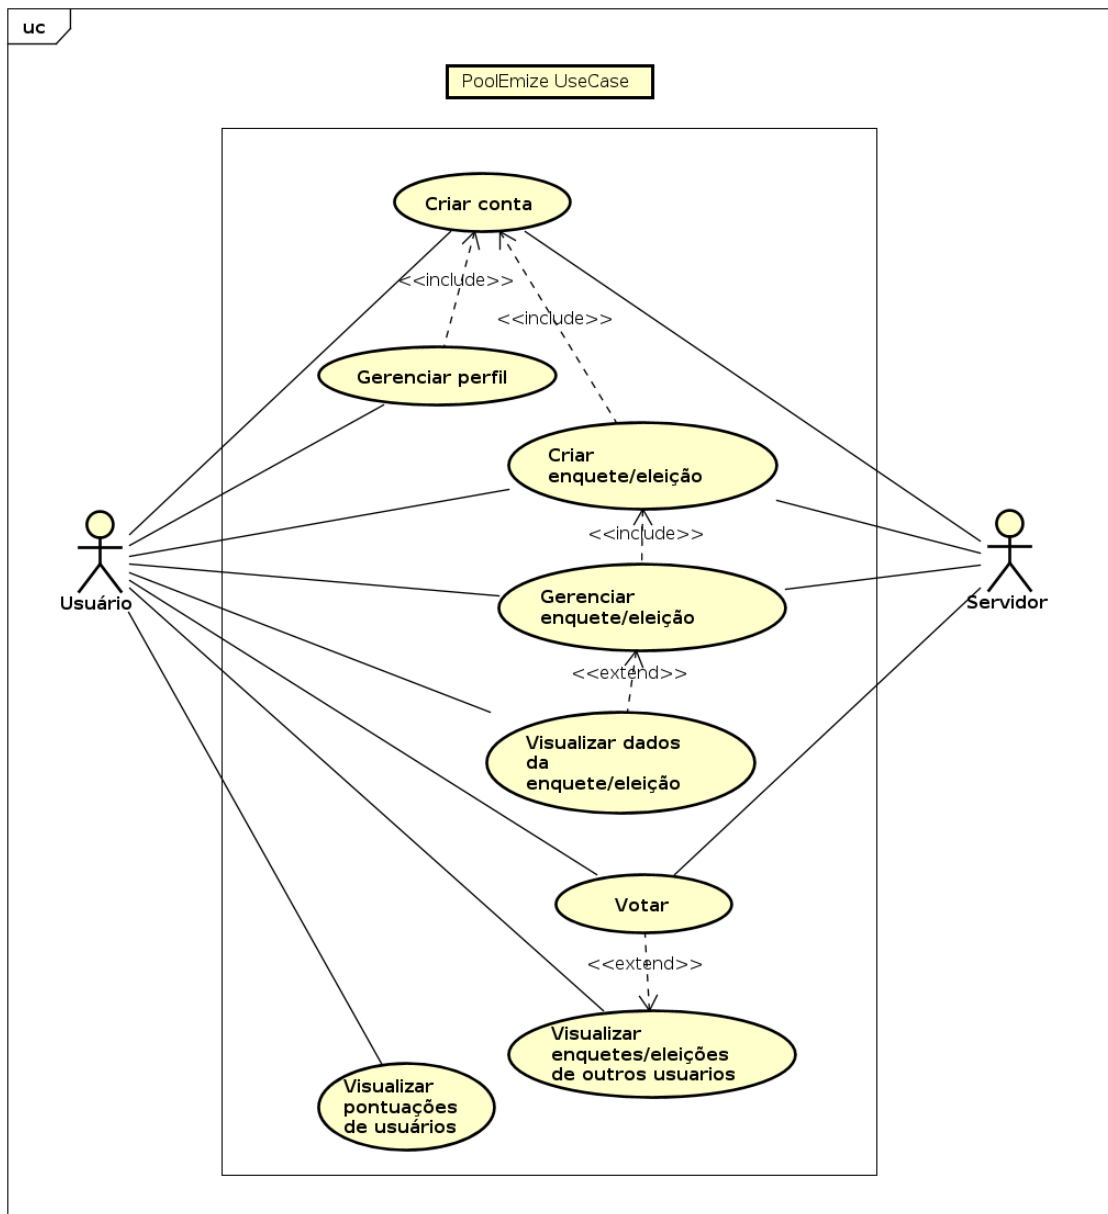 uc
PoolEmize UseCase
Criar conta
<<include>>
<<include>>
Gerenciar perfil
Criar
enquete/eleição
<<include>>
Usuário
Servidor
Gerenciar
enquete/eleição
<<extend>>
Visualizar dados
da
enquete/eleição
Votar
<<extend>>
Visualizar
enquetes/eleições
de outros usuarios
Visualizar
pontuações
de usuários